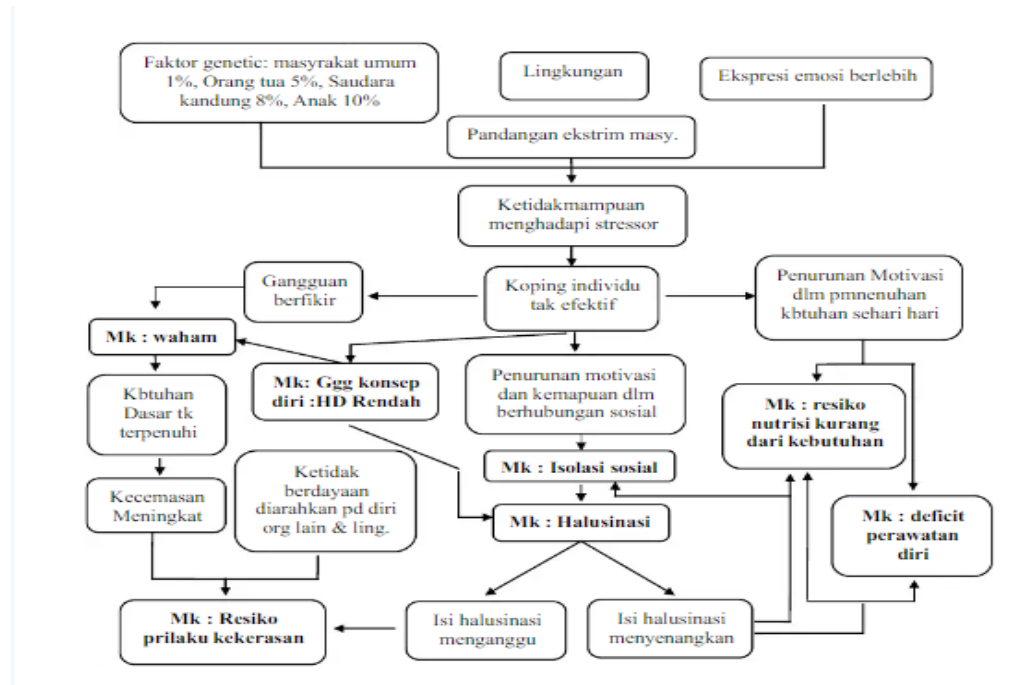 Faktor genetic: masyrakat umum
1%, Orang tua 5%, Saudara
kandung 8%, Anak 10%
Lingkungan
Ekspresi emosi berlebih
Pandangan ekstrim masy.
Ketidakmampuan
menghadapi stressor
Gangguan
berfikir
Koping individu
tak efektif
Penurunan Motivasi
dlm pmnenuhan
kbtuhan sehari hari
Mk : waham
Mk: Ggg konsep
diri :HD Rendah
Penurunan motivasi
dan kemapuan dlm
berhubungan sosial
Mk : resiko
nutrisi kurang
dari kebutuhan
Kbtuhan
Dasar tk
terpenuhi
Ketidak
berdayaan
diarahkan pd diri
org lain & ling.
Mk : Isolasi sosial
Kecemasan
Meningkat
Mk : Halusinasi
Mk : deficit
perawatan
diri
Mk : Resiko
prilaku kekerasan
Isi halusinasi
menganggu
Isi halusinasi
menyenangkan